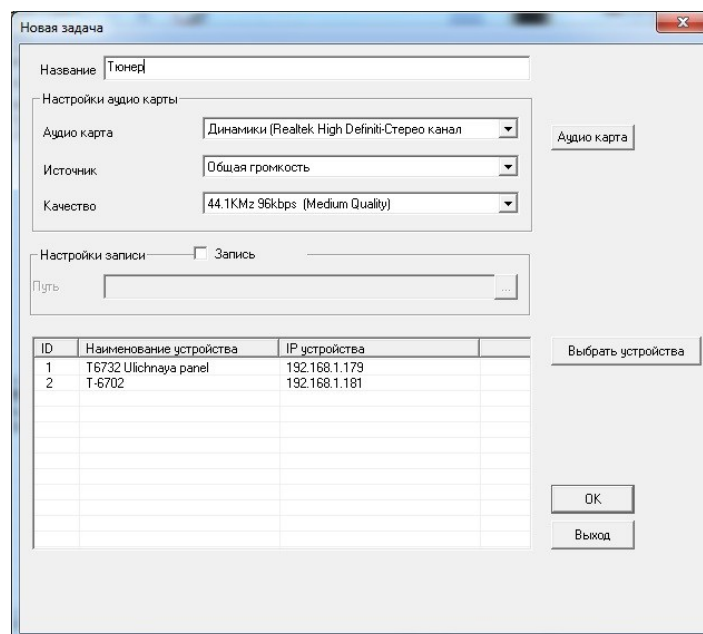 Новая задача
Название Тюнер
Настройки аудио карты
Аудио карта Динамики (Realtek High Definiti-Стерео канал
Аудио карта
Источник Общая громкость
Качество 44.1KMz 96kbps (Medium Quality)
Настройки записи Запись
Путь ...
ID Наименование устройства IP устройства
Выбрать устройства
1 T6732 Ulichnaya panel 192.168.1.179
2 T-6702 192.168.1.181
OK
Выход